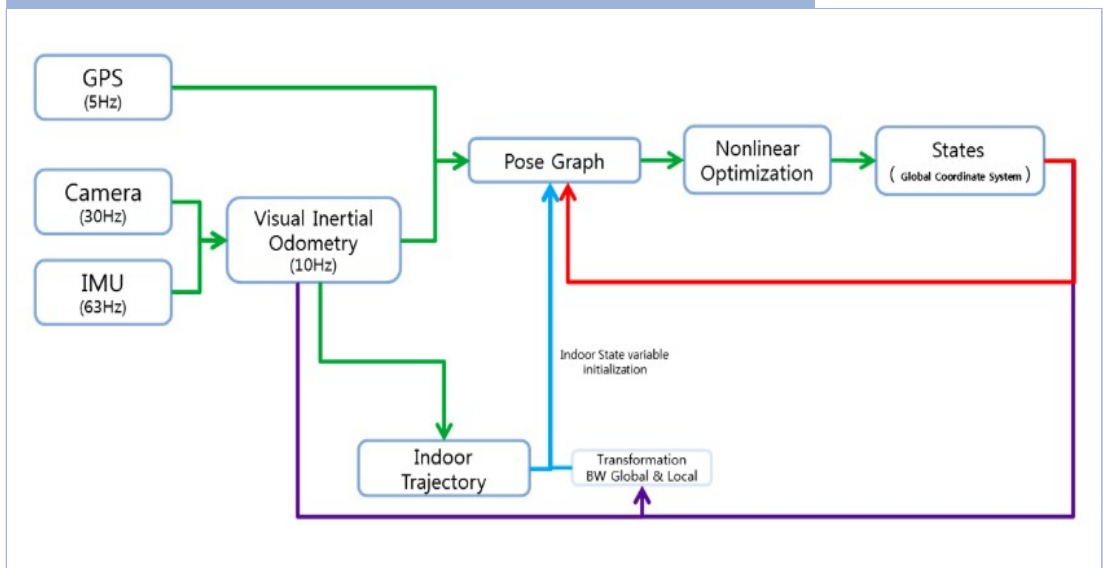 GPS
(5Hz)
Camera
(30Hz)
IMU
(63Hz)
Visual Inertial
Odometry
(10Hz)
Pose Graph
Nonlinear
Optimization
States
( Global Coordinate System )
Indoor State variable
initialization
Indoor
Trajectory
Transformation
BW Global & Local